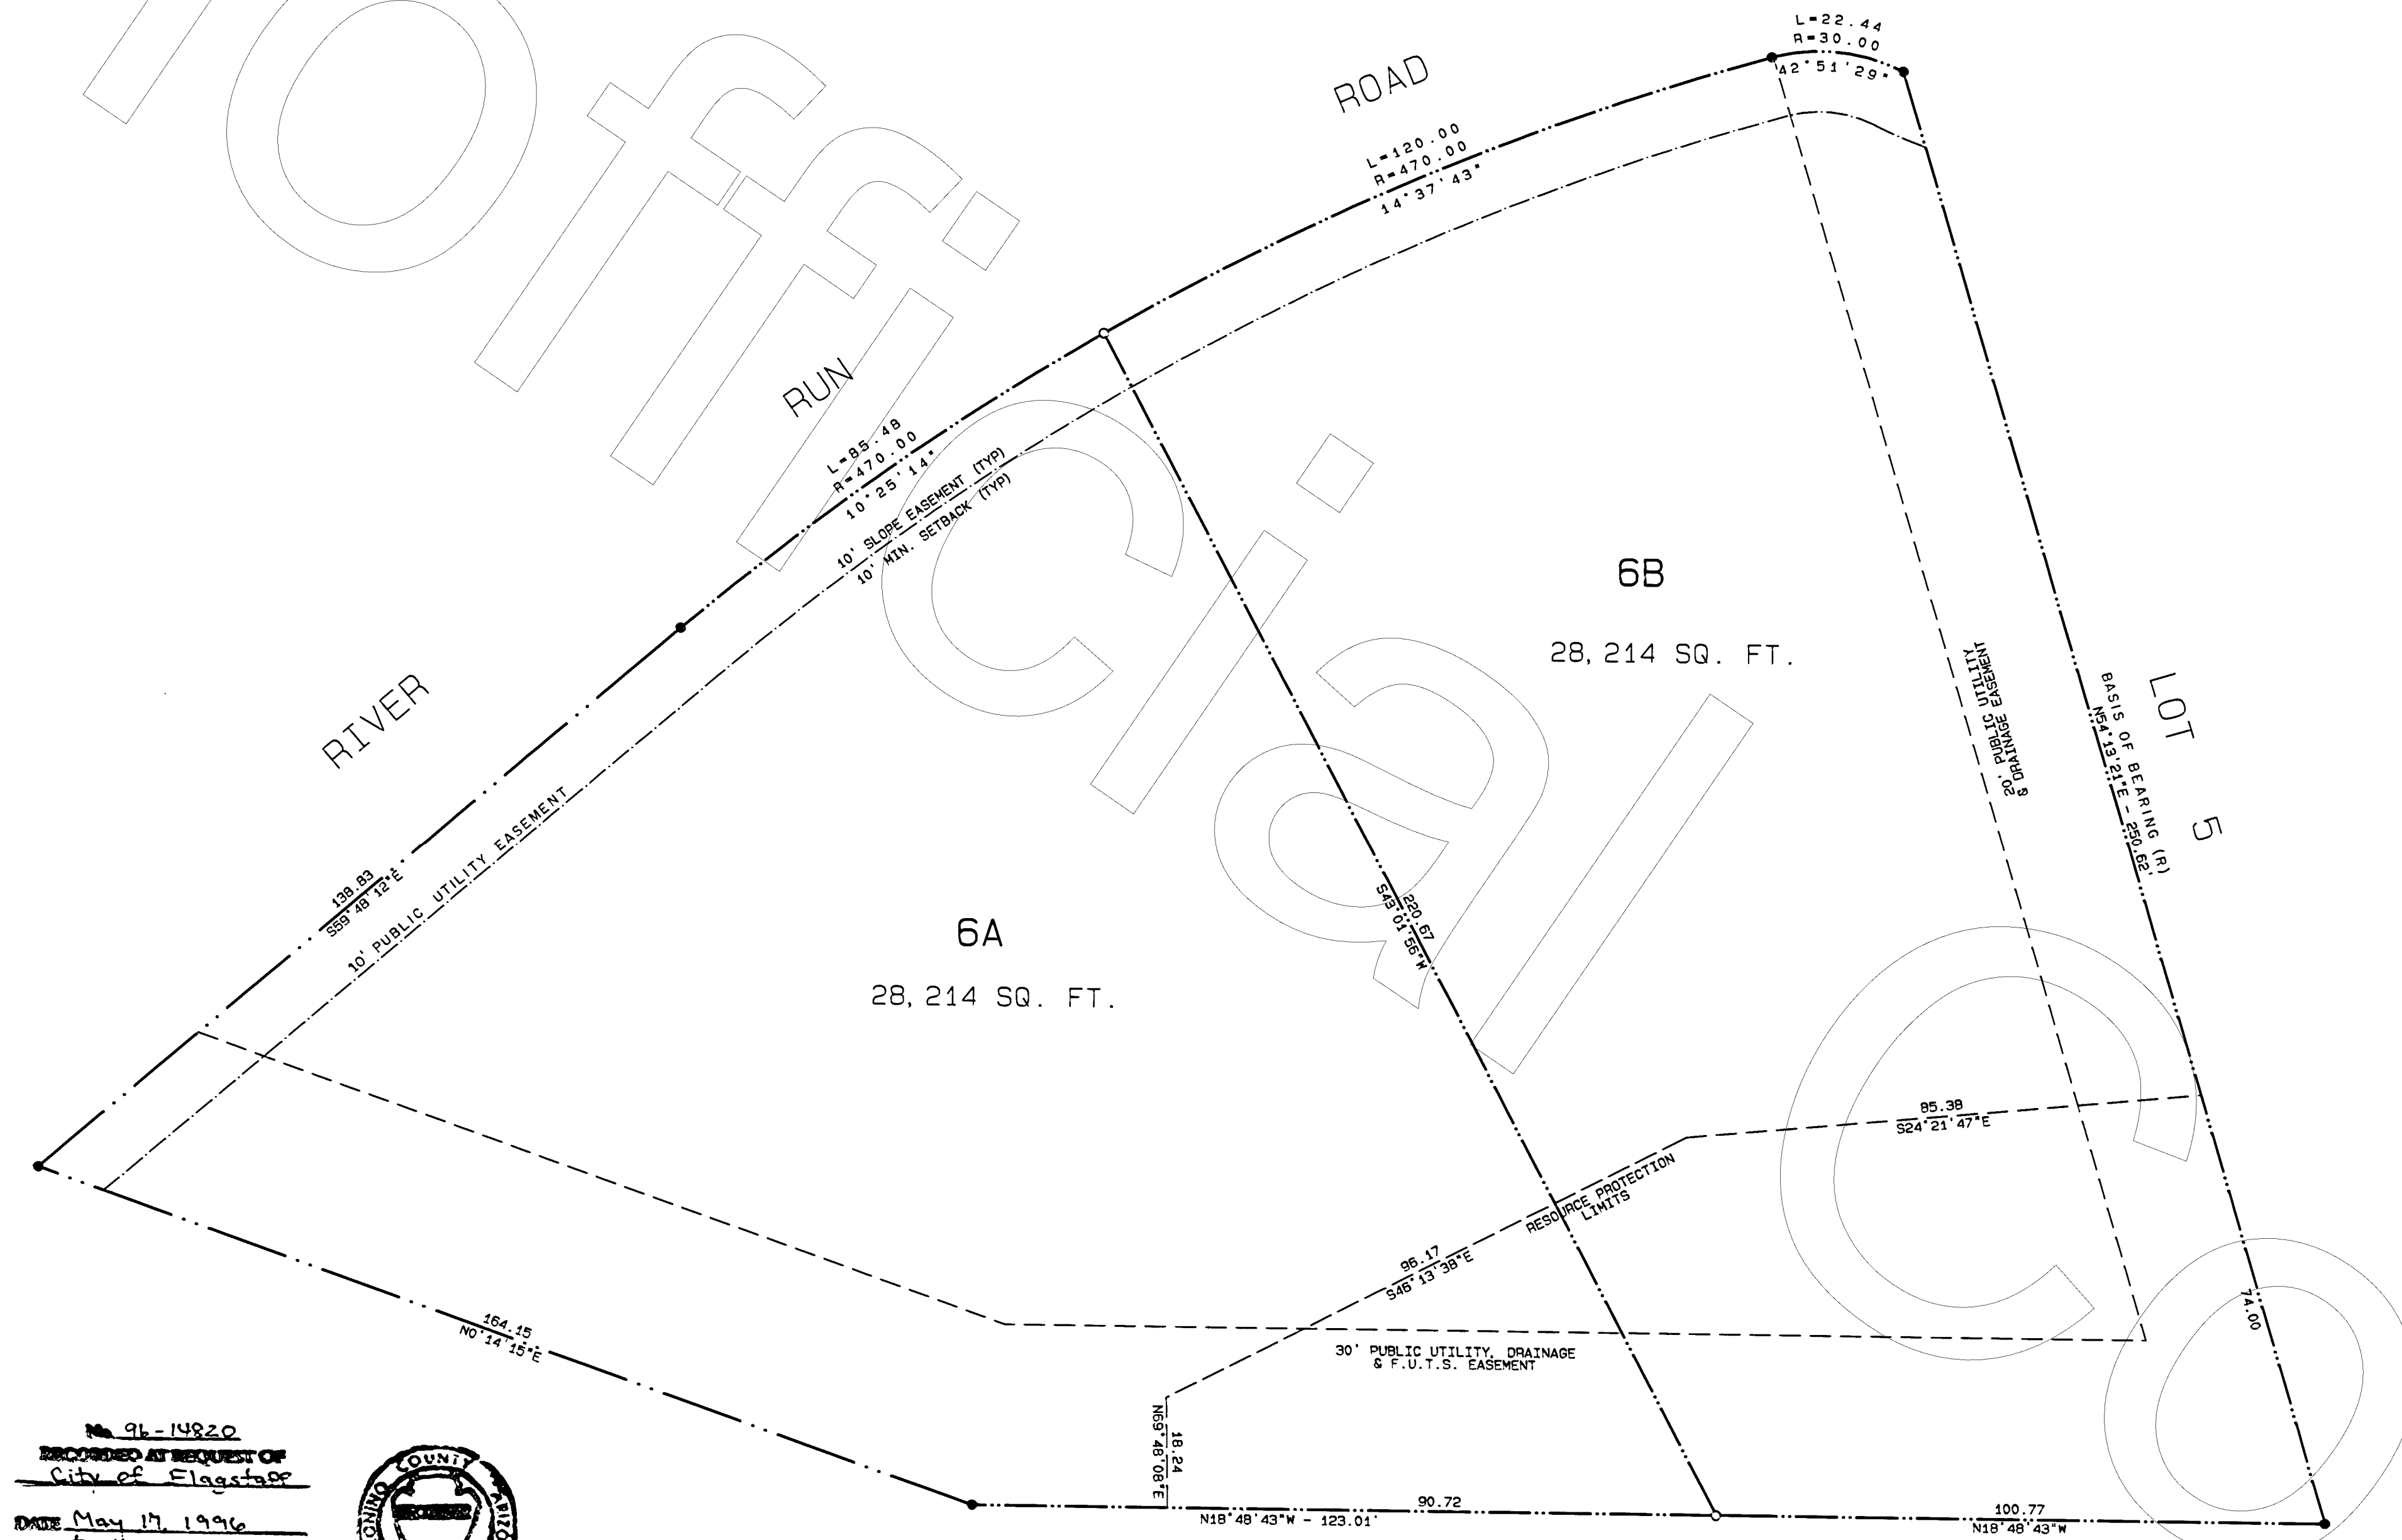 L=22.44
R=30.00
42°51'29"
ROAD
L=120.00
R=470.00
14°37'43"
RUN
L=85.48
R=470.00
10°25'14"
10' SLOPE EASEMENT (TYP)
10' MIN. SETBACK (TYP)
RIVER
6B
28,214 SQ. FT.
20' PUBLIC UTILITY
& DRAINAGE EASEMENT
LOT 5
BASIS OF BEARING (R)
N54°13'21"E - 250.62'
138.83
S59°48'12"E
10' PUBLIC UTILITY EASEMENT
6A
28,214 SQ. FT.
220.67
S43°01'56"W
85.38
S24°21'47"E
RESOURCE PROTECTION
LIMITS
96.17
S46°13'38"E
74.00
164.15
N0°14'15"E
30' PUBLIC UTILITY, DRAINAGE
& F.U.T.S. EASEMENT
18.24
N69°48'08"E
90.72
N18°48'43"W - 123.01'
100.77
N18°48'43"W
No 96-14820
RECORDED AT REQUEST OF
City of Flagstaff
DATE May 17, 1996
COUNTY
offic
cial
Co